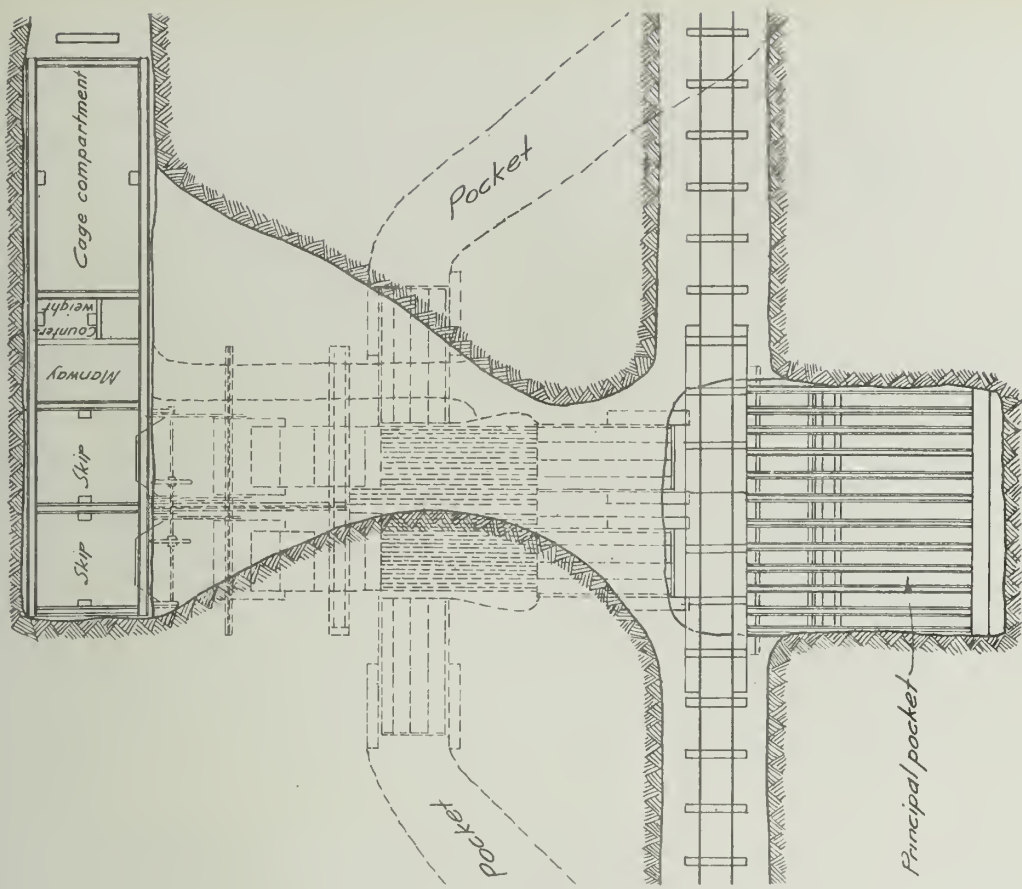 Cage compartment
Counter-
weight
Manway
Skip
Skip
Pocket
Pocket
Principal pocket